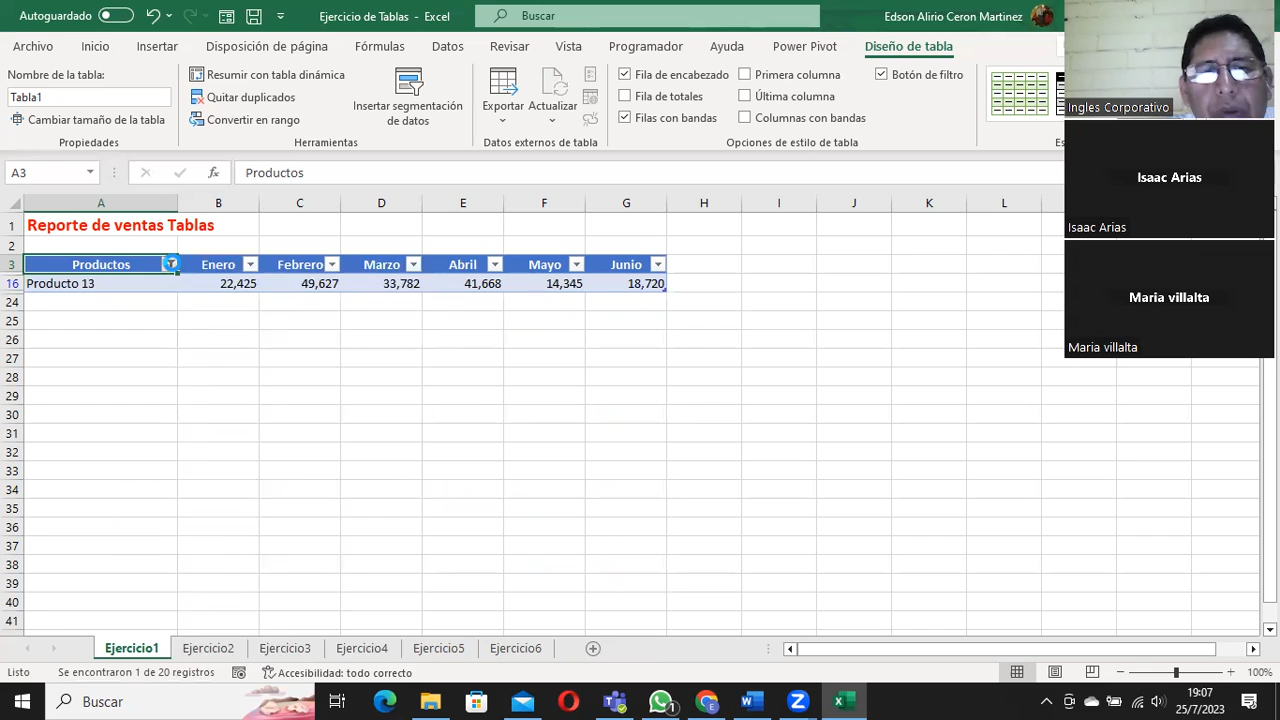 Autoguardado
Ejercicio de Tablas - Excel
Buscar
Edson Alirio Ceron Martinez
Archivo Inicio Insertar Disposición de página Fórmulas Datos Revisar Vista Programador Ayuda Power Pivot Diseño de tabla
Nombre de la tabla:
Tabla1
Cambiar tamaño de la tabla
Propiedades
Resumir con tabla dinámica
Quitar duplicados
Convertir en rango
Insertar segmentación
de datos
Herramientas
Exportar
Actualizar
Datos externos de tabla
Fila de encabezado
Primera columna
Botón de filtro
Fila de totales
Última columna
Filas con bandas
Columnas con bandas
Opciones de estilo de tabla
Ingles Corporativo
Isaac Arias
Isaac Arias
Maria villalta
Maria villalta
A3
Productos
A B C D E F G H I J K L
1 Reporte de ventas Tablas
2
3 Productos Enero Febrero Marzo Abril Mayo Junio
16 Producto 13 22,425 49,627 33,782 41,668 14,345 18,720
24
25
26
27
28
29
30
31
32
33
34
35
36
37
38
39
40
41
Ejercicio1 Ejercicio2 Ejercicio3 Ejercicio4 Ejercicio5 Ejercicio6
Listo Se encontraron 1 de 20 registros Accesibilidad: todo correcto
100%
Buscar
1
19:07
25/7/2023